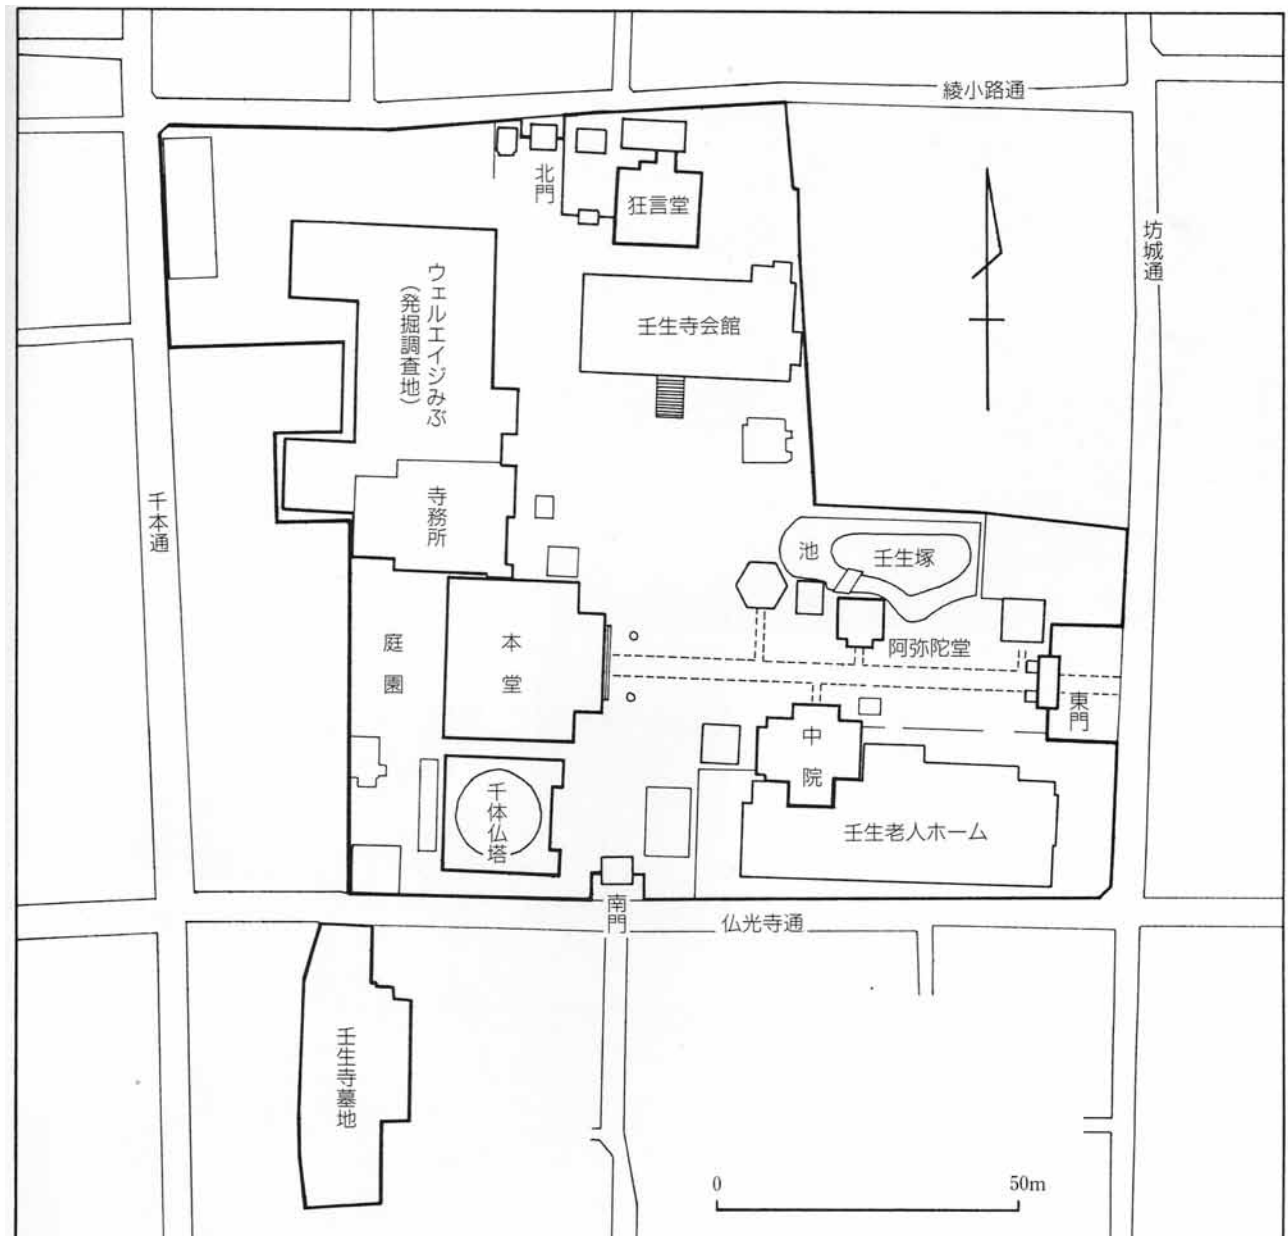 綾小路通
北門
狂言堂
坊城通
ウェルエイジみぶ
(発掘調査地)
壬生寺会館
千本通
寺務所
池
壬生塚
庭園
本堂
阿弥陀堂
東門
中院
千体仏塔
壬生老人ホーム
南門
仏光寺通
壬生寺墓地
0
50m